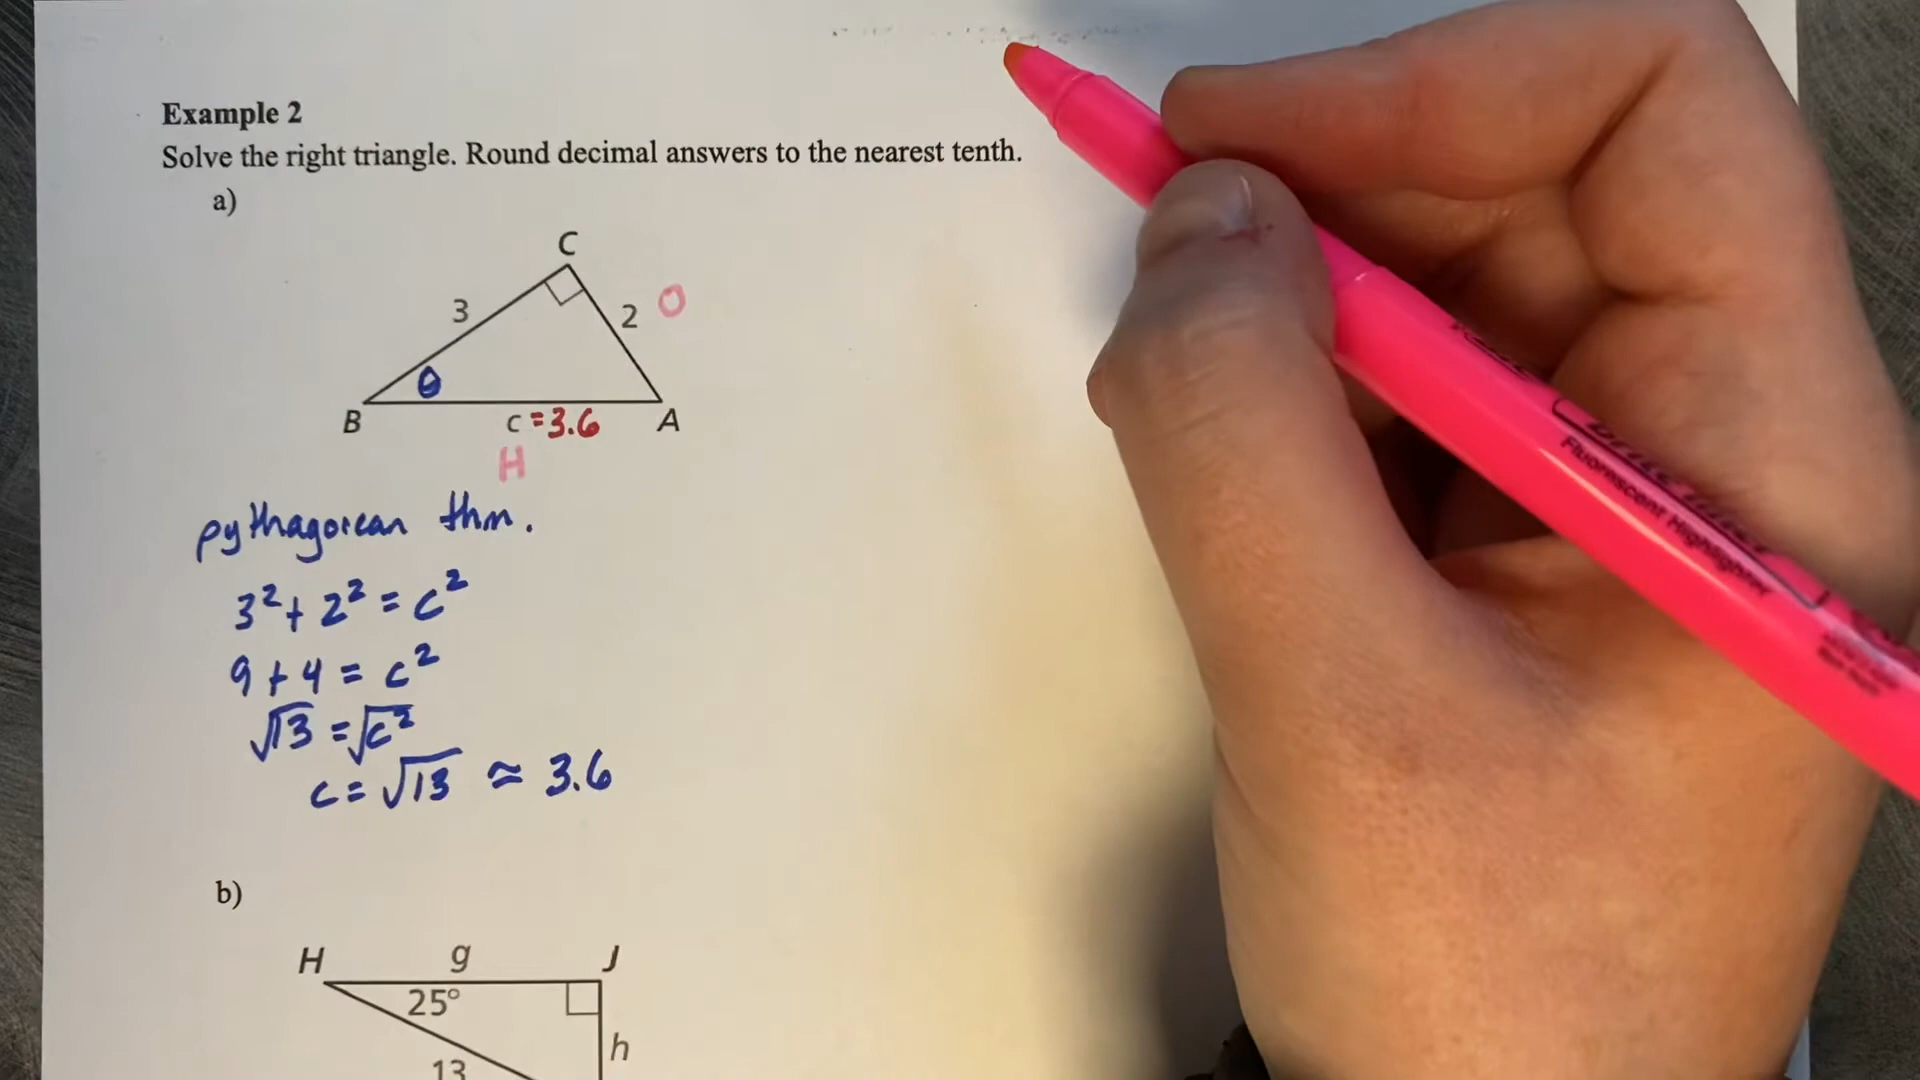 Example 2
Solve the right triangle. Round decimal answers to the nearest tenth.
a)
C
3
2 O
θ
B
c = 3.6
A
H
pythagorean thm.
3² + 2² = c²
9 + 4 = c²
√13 = √c²
c = √13 ≈ 3.6
b)
H
g
J
25°
h
13
Fluorescent Highlighter